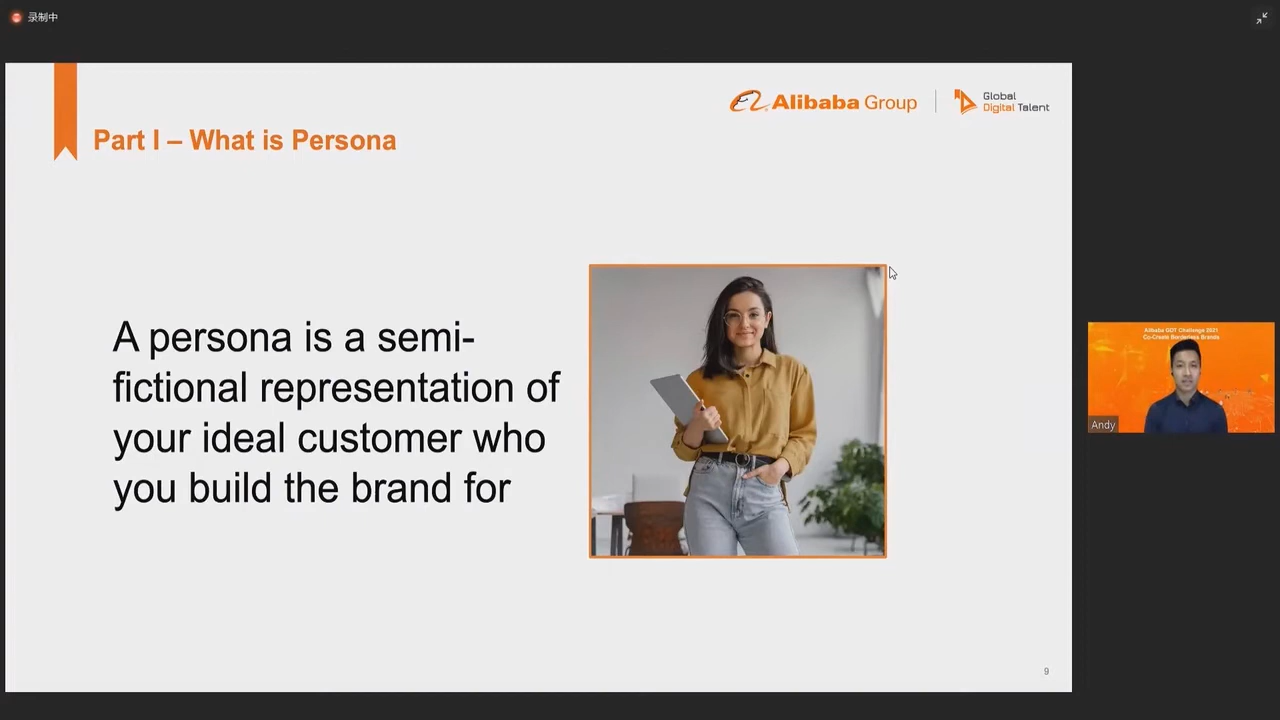 录制中
Alibaba Group
Global
Digital Talent
Part I – What is Persona
A persona is a semi-
fictional representation of
your ideal customer who
you build the brand for
Alibaba GDT Challenge 2021
Co-Create Borderless Brands
Andy
9